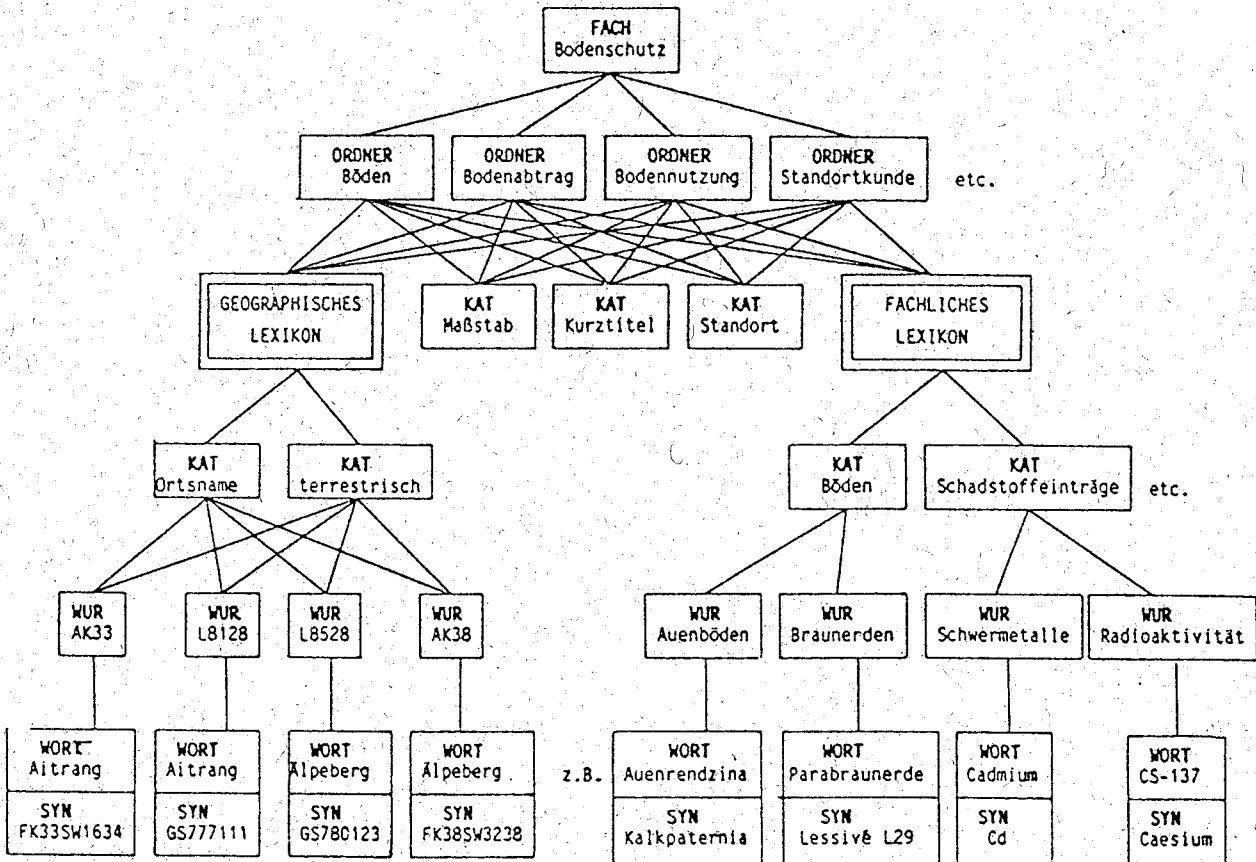 FACH
Bodenschutz
ORDNER
Böden
ORDNER
Bodenabtrag
ORDNER
Bodennutzung
ORDNER
Standortkunde
etc.
GEOGRAPHISCHES
LEXIKON
KAT
Maßstab
KAT
Kurztitel
KAT
Standort
FACHLICHES
LEXIKON
KAT
Ortsname
KAT
terrestrisch
KAT
Böden
KAT
Schadstoffeinträge
etc.
WUR
AK33
WUR
L8128
WUR
L8528
WUR
AK38
WUR
Auenböden
WUR
Braunerden
WUR
Schwermetalle
WUR
Radioaktivität
WORT
Aitrang
SYN
FK33SW1634
WORT
Aitrang
SYN
GS777111
WORT
Älpeberg
SYN
GS780123
WORT
Älpeberg
SYN
FK38SW3238
z.B.
WORT
Auenrendzina
SYN
Kalkpaternia
WORT
Parabraunerde
SYN
Lessivé L29
WORT
Cadmium
SYN
Cd
WORT
CS-137
SYN
Caesium